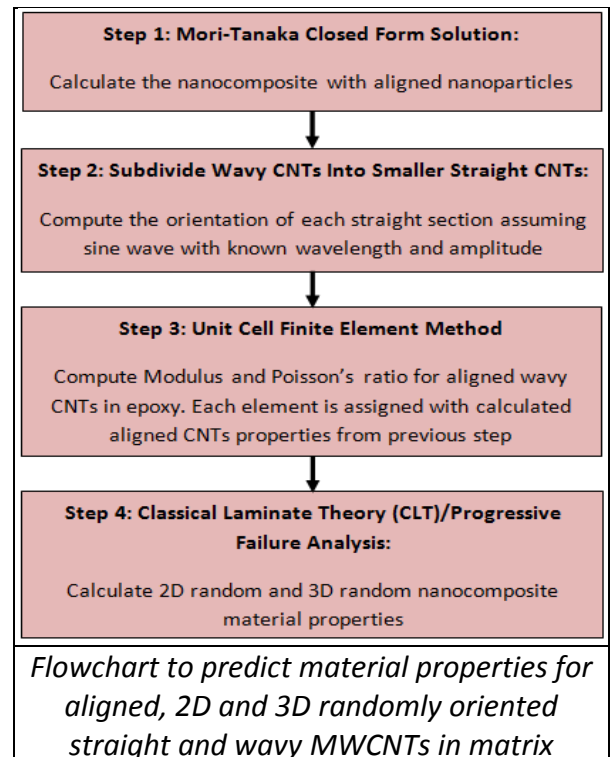 Step 1: Mori-Tanaka Closed Form Solution:
Calculate the nanocomposite with aligned nanoparticles
Step 2: Subdivide Wavy CNTs Into Smaller Straight CNTs:
Compute the orientation of each straight section assuming
sine wave with known wavelength and amplitude
Step 3: Unit Cell Finite Element Method
Compute Modulus and Poisson's ratio for aligned wavy
CNTs in epoxy. Each element is assigned with calculated
aligned CNTs properties from previous step
Step 4: Classical Laminate Theory (CLT)/Progressive
Failure Analysis:
Calculate 2D random and 3D random nanocomposite
material properties
Flowchart to predict material properties for
aligned, 2D and 3D randomly oriented
straight and wavy MWCNTs in matrix